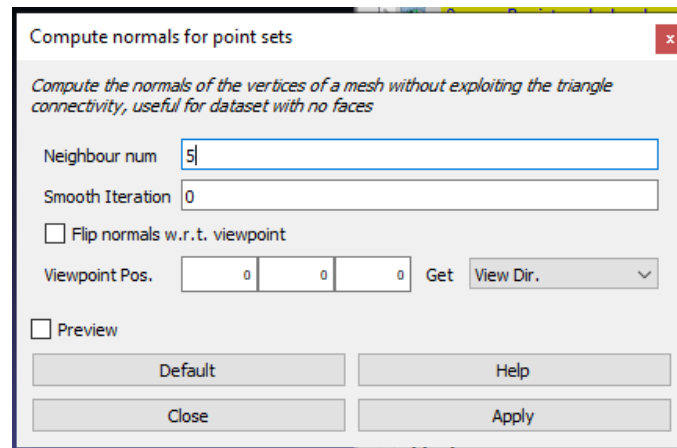 Compute normals for point sets
x
Compute the normals of the vertices of a mesh without exploiting the triangle
connectivity, useful for dataset with no faces
Neighbour num 5
Smooth Iteration 0
Flip normals w.r.t. viewpoint
Viewpoint Pos. 0 0 0 Get View Dir.
Preview
Default Help
Close Apply